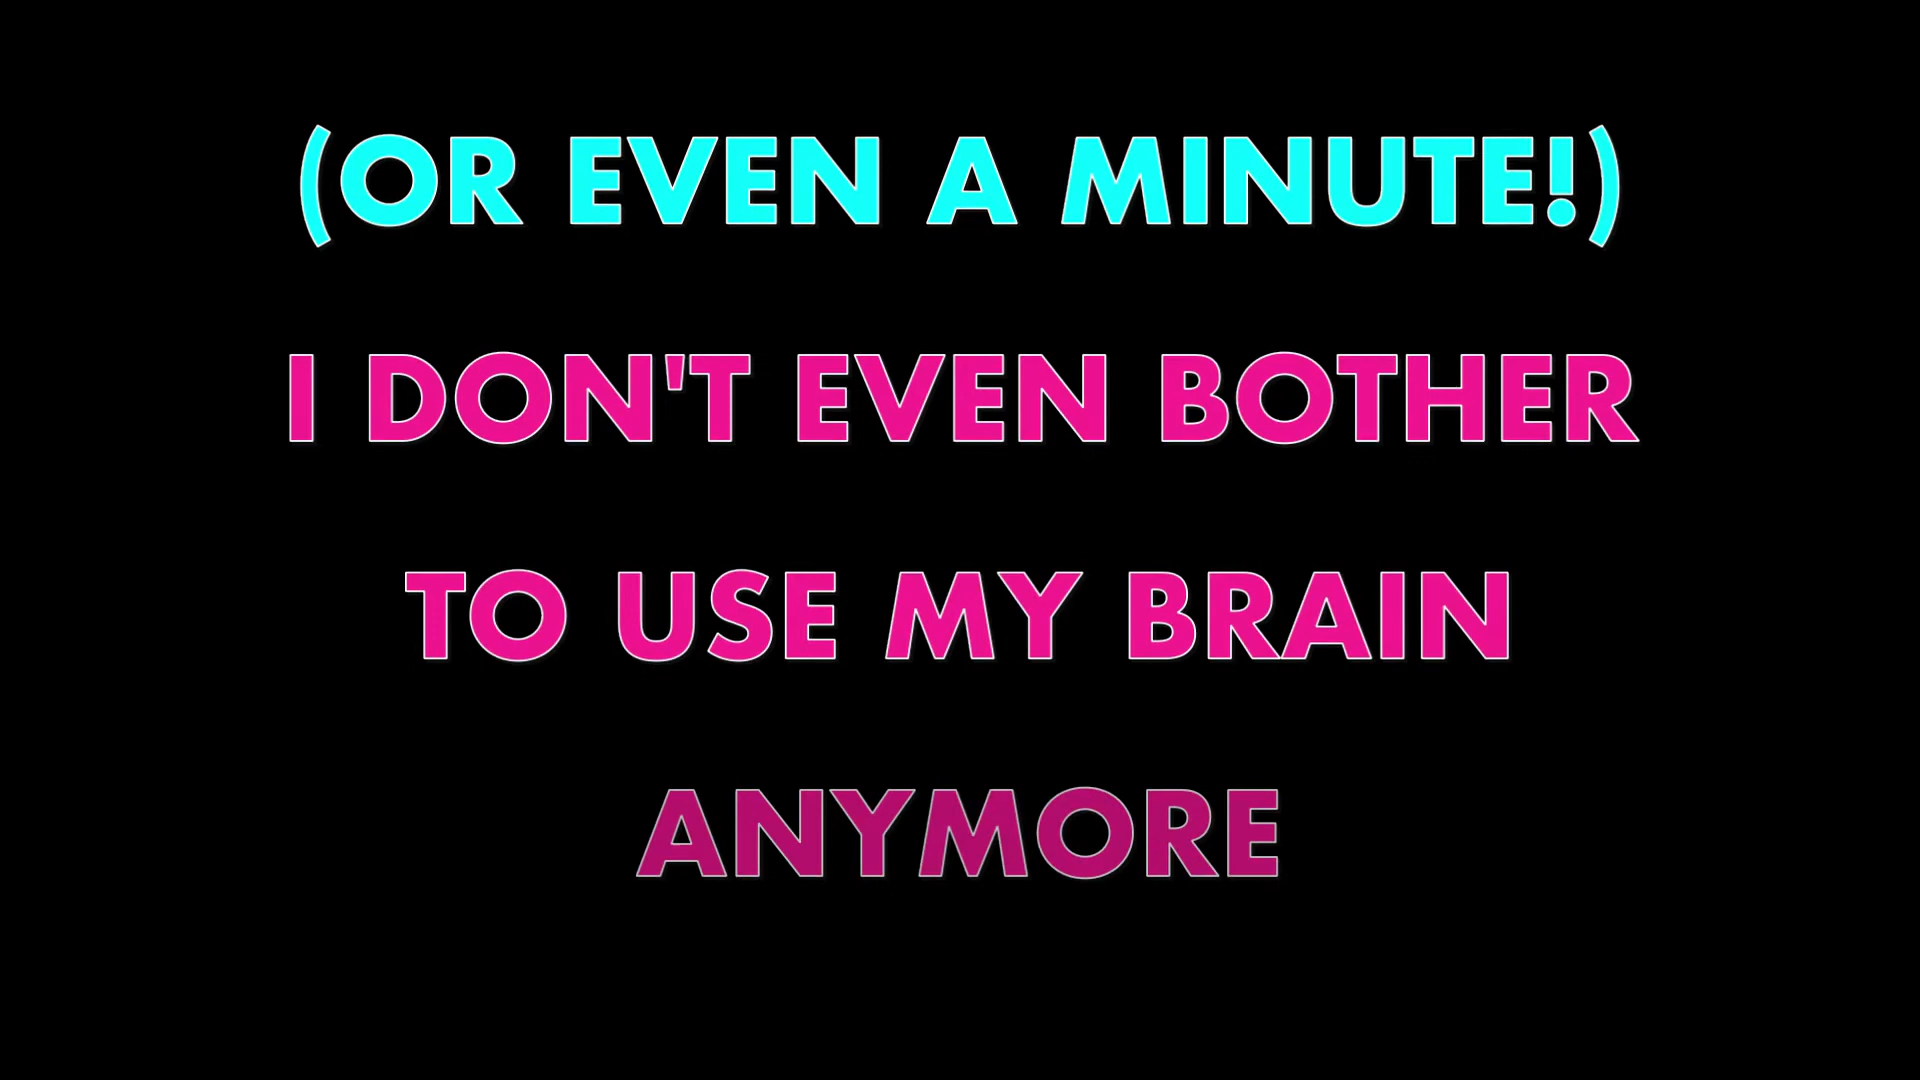 (OR EVEN A MINUTE!)
I DON'T EVEN BOTHER
TO USE MY BRAIN
ANYMORE